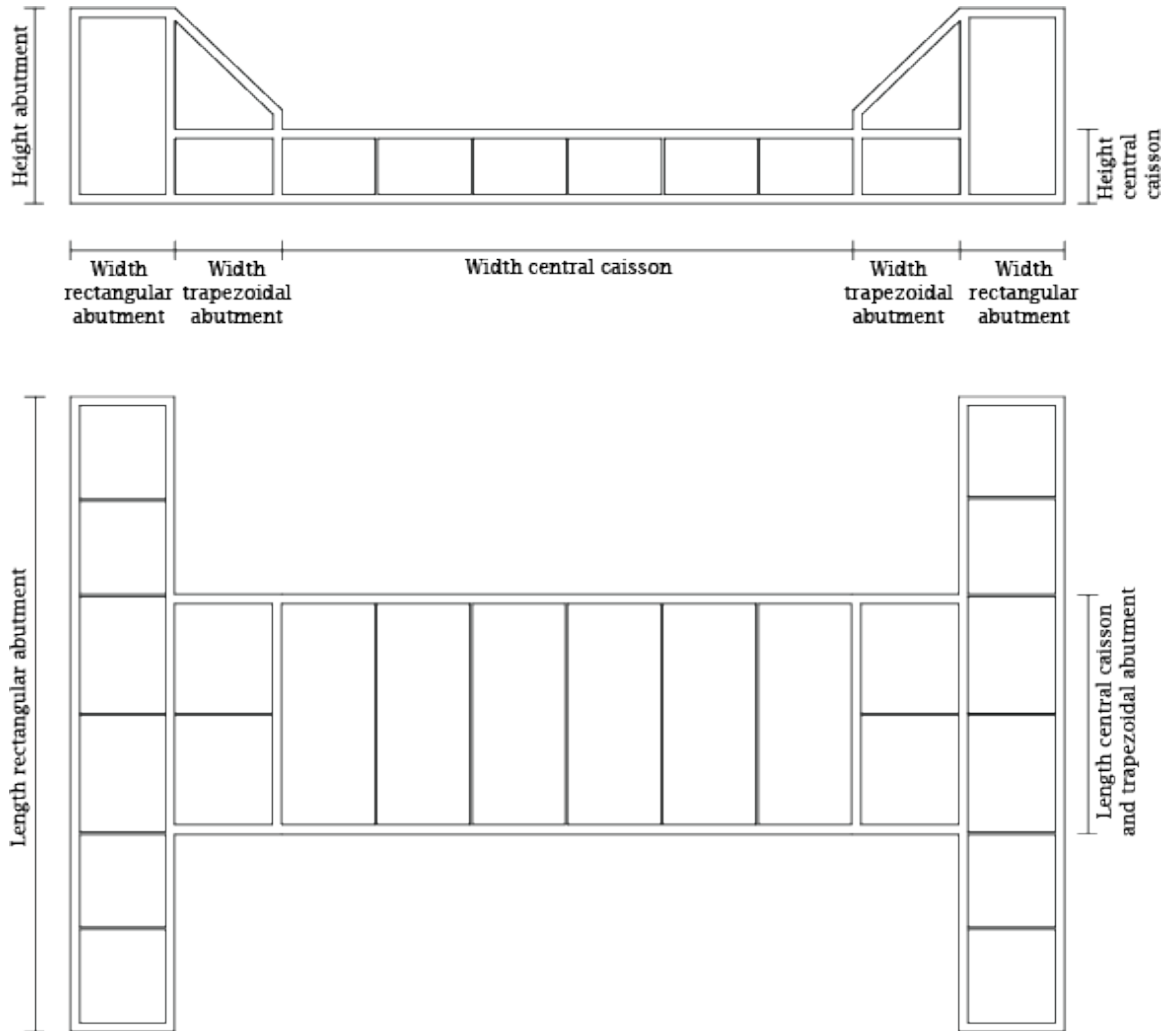 Height abutment
Height
central
caisson
Width
rectangular
abutment
Width
trapezoidal
abutment
Width central caisson
Width
trapezoidal
abutment
Width
rectangular
abutment
Length rectangular abutment
Length central caisson
and trapezoidal abutment